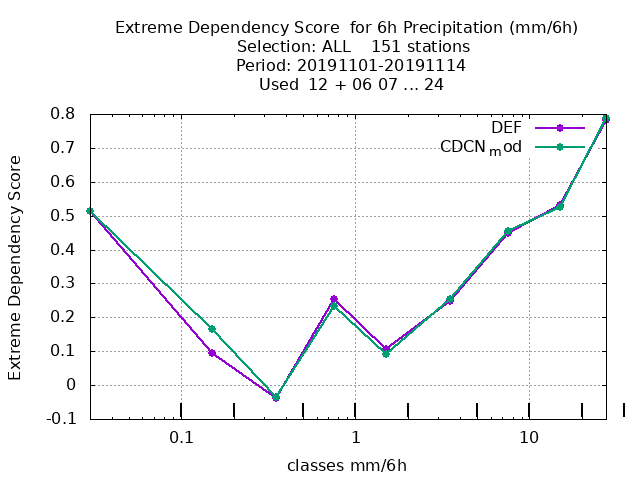 Extreme Dependency Score  for 6h Precipitation (mm/6h)
Selection: ALL    151 stations
Period: 20191101-20191114
Used  12 + 06 07 ... 24
DEF
CDCN_mod
Extreme Dependency Score
0.8
0.7
0.6
0.5
0.4
0.3
0.2
0.1
0
-0.1
0.1
1
10
classes mm/6h